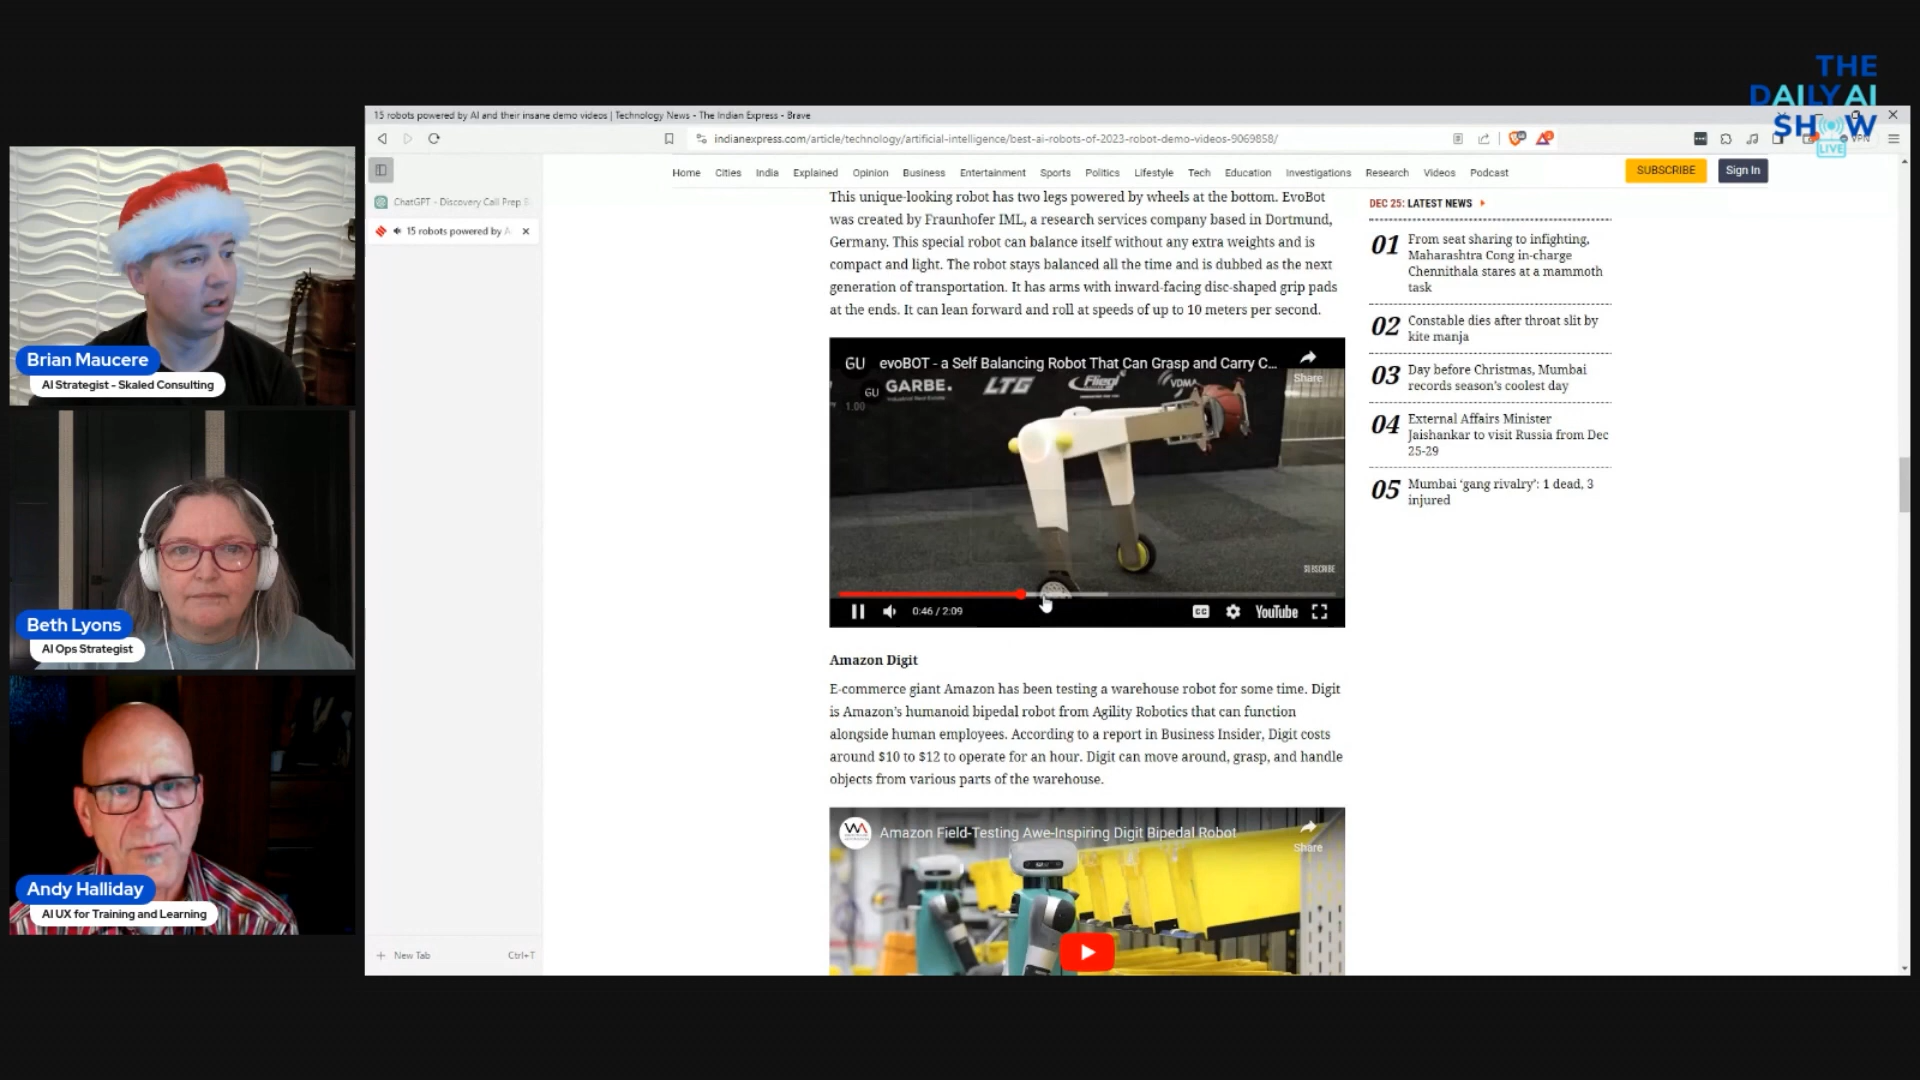 THE
DAILY AI
SHOW
LIVE
15 robots powered by AI and their insane demo videos | Technology News - The Indian Express - Brave
indianexpress.com/article/technology/artificial-intelligence/best-ai-robots-of-2023-robot-demo-videos-9069858/
VPN
ChatGPT - Discovery Call Prep S
15 robots powered by A
New Tab
Ctrl+T
Home Cities India Explained Opinion Business Entertainment Sports Politics Lifestyle Tech Education Investigations Research Videos Podcast
SUBSCRIBE
Sign In
This unique-looking robot has two legs powered by wheels at the bottom. EvoBot
was created by Fraunhofer IML, a research services company based in Dortmund,
Germany. This special robot can balance itself without any extra weights and is
compact and light. The robot stays balanced all the time and is dubbed as the next
generation of transportation. It has arms with inward-facing disc-shaped grip pads
at the ends. It can lean forward and roll at speeds of up to 10 meters per second.
GU evoBOT - a Self Balancing Robot That Can Grasp and Carry C...
Share
GU
GARBE.
Industrial Real Estate
LTG
Fliegl
VDMA
1.00
SUBSCRIBE
0:46 / 2:09
CC
YouTube
Amazon Digit
E-commerce giant Amazon has been testing a warehouse robot for some time. Digit
is Amazon's humanoid bipedal robot from Agility Robotics that can function
alongside human employees. According to a report in Business Insider, Digit costs
around $10 to $12 to operate for an hour. Digit can move around, grasp, and handle
objects from various parts of the warehouse.
WA Amazon Field-Testing Awe-Inspiring Digit Bipedal Robot
Share
DEC 25: LATEST NEWS
01 From seat sharing to infighting,
Maharashtra Cong in-charge
Chennithala stares at a mammoth
task
02 Constable dies after throat slit by
kite manja
03 Day before Christmas, Mumbai
records season's coolest day
04 External Affairs Minister
Jaishankar to visit Russia from Dec
25-29
05 Mumbai 'gang rivalry': 1 dead, 3
injured
Brian Maucere
AI Strategist - Skaled Consulting
Beth Lyons
AI Ops Strategist
Andy Halliday
AI UX for Training and Learning